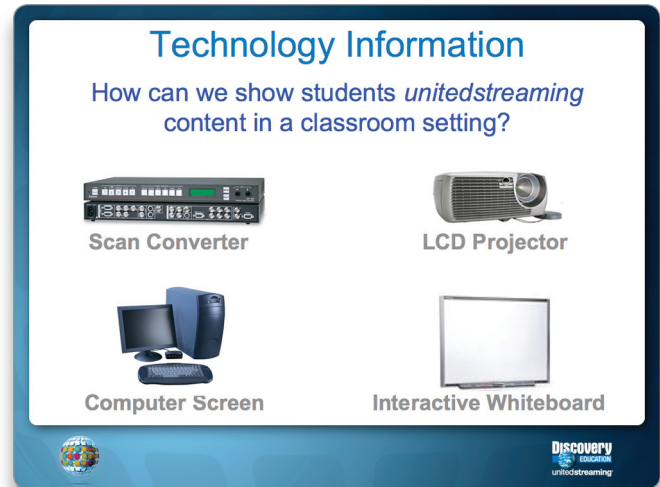 Technology Information
How can we show students unitedstreaming
content in a classroom setting?
Scan Converter
LCD Projector
Computer Screen
Interactive Whiteboard
Discovery
EDUCATION
unitedstreaming